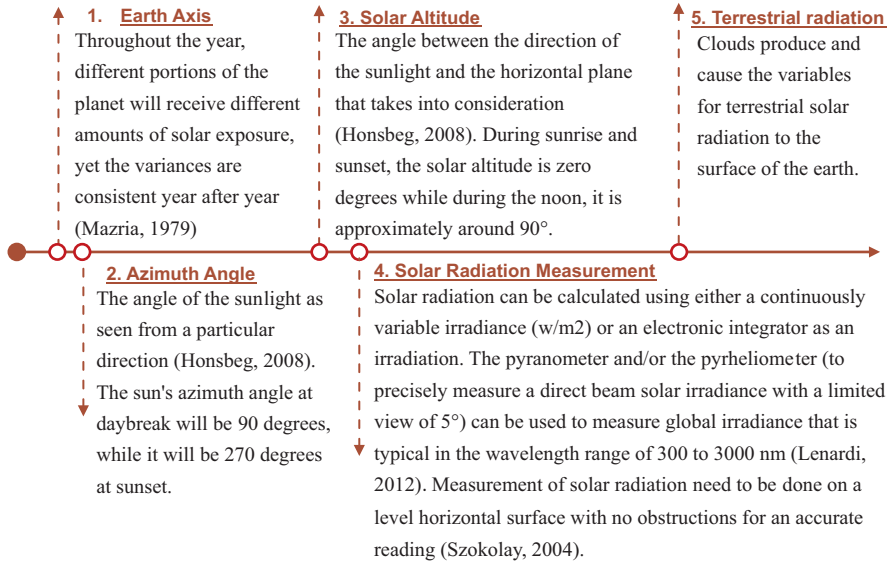 1. Earth Axis
Throughout the year,
different portions of the
planet will receive different
amounts of solar exposure,
yet the variances are
consistent year after year
(Mazria, 1979)
2. Azimuth Angle
The angle of the sunlight as
seen from a particular
direction (Honsbeg, 2008).
The sun's azimuth angle at
daybreak will be 90 degrees,
while it will be 270 degrees
at sunset.
3. Solar Altitude
The angle between the direction of
the sunlight and the horizontal plane
that takes into consideration
(Honsbeg, 2008). During sunrise and
sunset, the solar altitude is zero
degrees while during the noon, it is
approximately around 90°.
4. Solar Radiation Measurement
Solar radiation can be calculated using either a continuously
variable irradiance (w/m2) or an electronic integrator as an
irradiation. The pyranometer and/or the pyrheliometer (to
precisely measure a direct beam solar irradiance with a limited
view of 5°) can be used to measure global irradiance that is
typical in the wavelength range of 300 to 3000 nm (Lenardi,
2012). Measurement of solar radiation need to be done on a
level horizontal surface with no obstructions for an accurate
reading (Szokolay, 2004).
5. Terrestrial radiation
Clouds produce and
cause the variables
for terrestrial solar
radiation to the
surface of the earth.